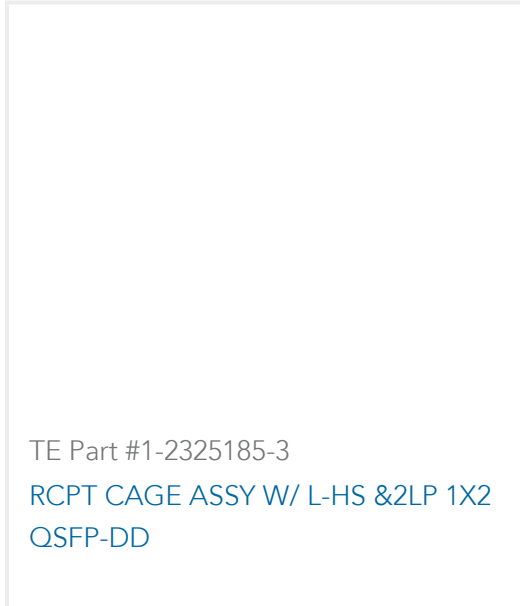 TE Part #1-2325185-3
RCPT CAGE ASSY W/ L-HS &2LP 1X2
QSFP-DD